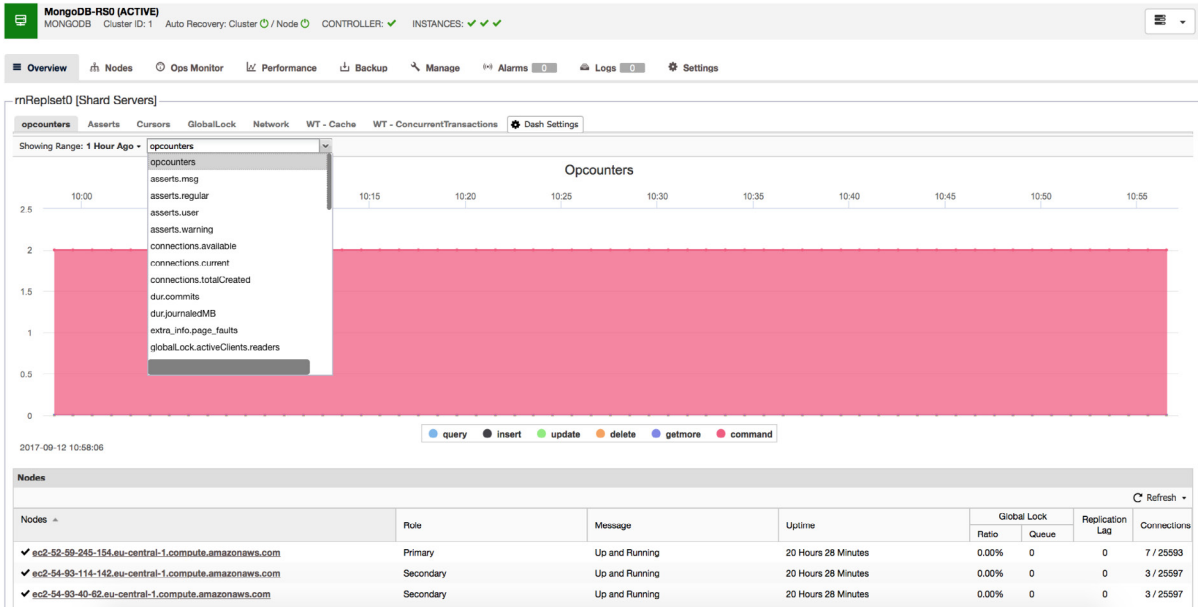 MongoDB-RS0 (ACTIVE)
MONGODB Cluster ID: 1 Auto Recovery: Cluster / Node CONTROLLER: ✔ INSTANCES: ✔ ✔ ✔
Overview Nodes Ops Monitor Performance Backup Manage Alarms 0 Logs 0 Settings
rnReplset0 [Shard Servers]
opcounters Asserts Cursors GlobalLock Network WT - Cache WT - ConcurrentTransactions Dash Settings
Showing Range: 1 Hour Ago opcounters
opcounters
asserts.msg
asserts.regular
asserts.user
asserts.warning
connections.available
connections.current
connections.totalCreated
dur.commits
dur.journaledMB
extra_info.page_faults
globalLock.activeClients.readers
Opcounters
10:00 10:15 10:20 10:25 10:30 10:35 10:40 10:45 10:50 10:55
2.5
2
1.5
1
0.5
0
query insert update delete getmore command
2017-09-12 10:58:06
Nodes
Refresh
Nodes Role Message Uptime Global Lock Replication Lag Connections
Ratio Queue
ec2-52-59-245-154.eu-central-1.compute.amazonaws.com Primary Up and Running 20 Hours 28 Minutes 0.00% 0 0 7 / 25593
ec2-54-93-114-142.eu-central-1.compute.amazonaws.com Secondary Up and Running 20 Hours 28 Minutes 0.00% 0 0 3 / 25597
ec2-54-93-40-62.eu-central-1.compute.amazonaws.com Secondary Up and Running 20 Hours 28 Minutes 0.00% 0 0 3 / 25597